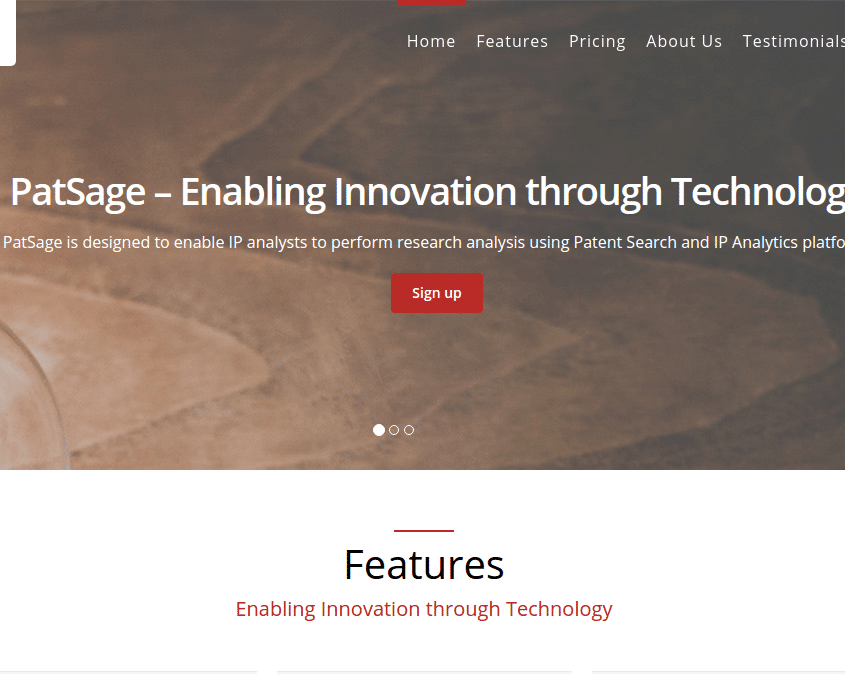 Home Features Pricing About Us Testimonials
PatSage – Enabling Innovation through Technolog
PatSage is designed to enable IP analysts to perform research analysis using Patent Search and IP Analytics platfo
Sign up
Features
Enabling Innovation through Technology